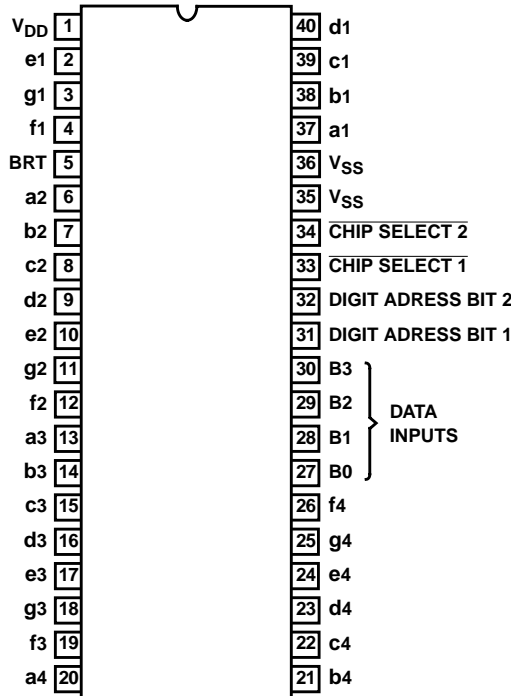 VDD 1 40 d1
e1 2 39 c1
g1 3 38 b1
f1 4 37 a1
BRT 5 36 VSS
a2 6 35 VSS
b2 7 34 CHIP SELECT 2
c2 8 33 CHIP SELECT 1
d2 9 32 DIGIT ADRESS BIT 2
e2 10 31 DIGIT ADRESS BIT 1
g2 11 30 B3
f2 12 29 B2
DATA
a3 13 28 B1
INPUTS
b3 14 27 B0
c3 15 26 f4
d3 16 25 g4
e3 17 24 e4
g3 18 23 d4
f3 19 22 c4
a4 20 21 b4